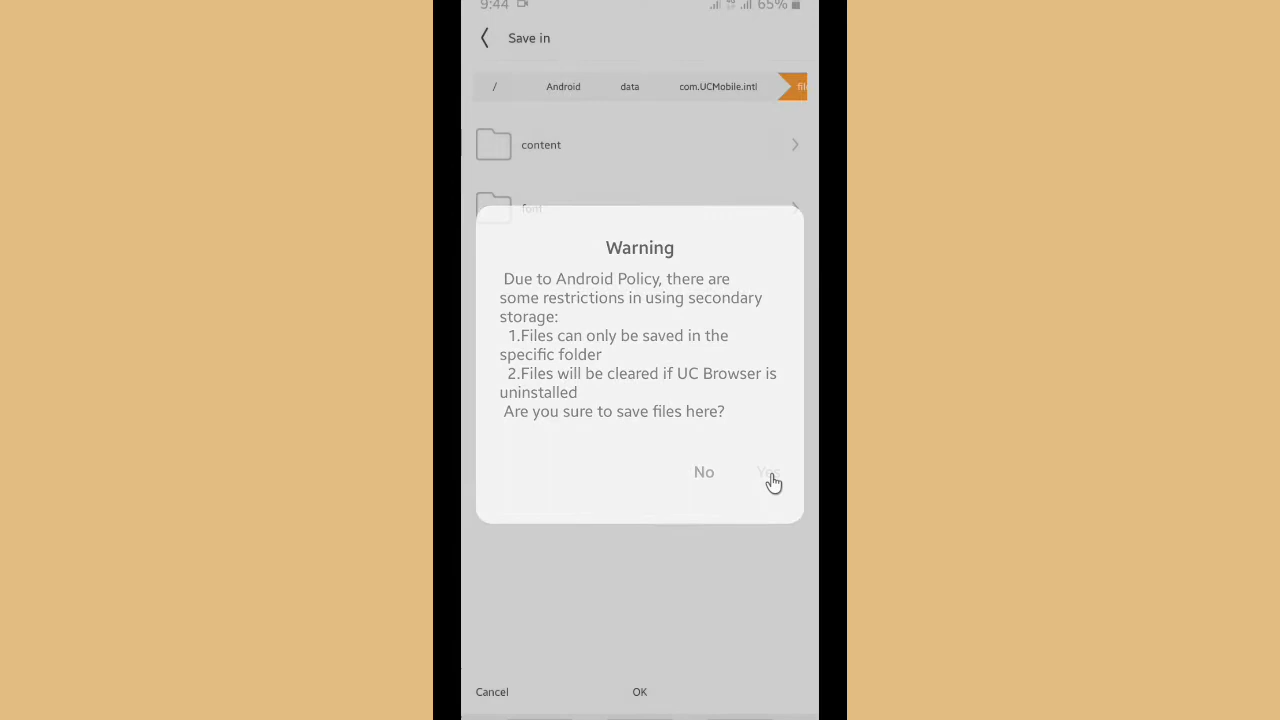 9:44 65%
Save in
/ Android data com.UCMobile.intl
content
font
Warning
Due to Android Policy, there are
some restrictions in using secondary
storage:
1.Files can only be saved in the
specific folder
2.Files will be cleared if UC Browser is
uninstalled
Are you sure to save files here?
No Yes
Cancel OK